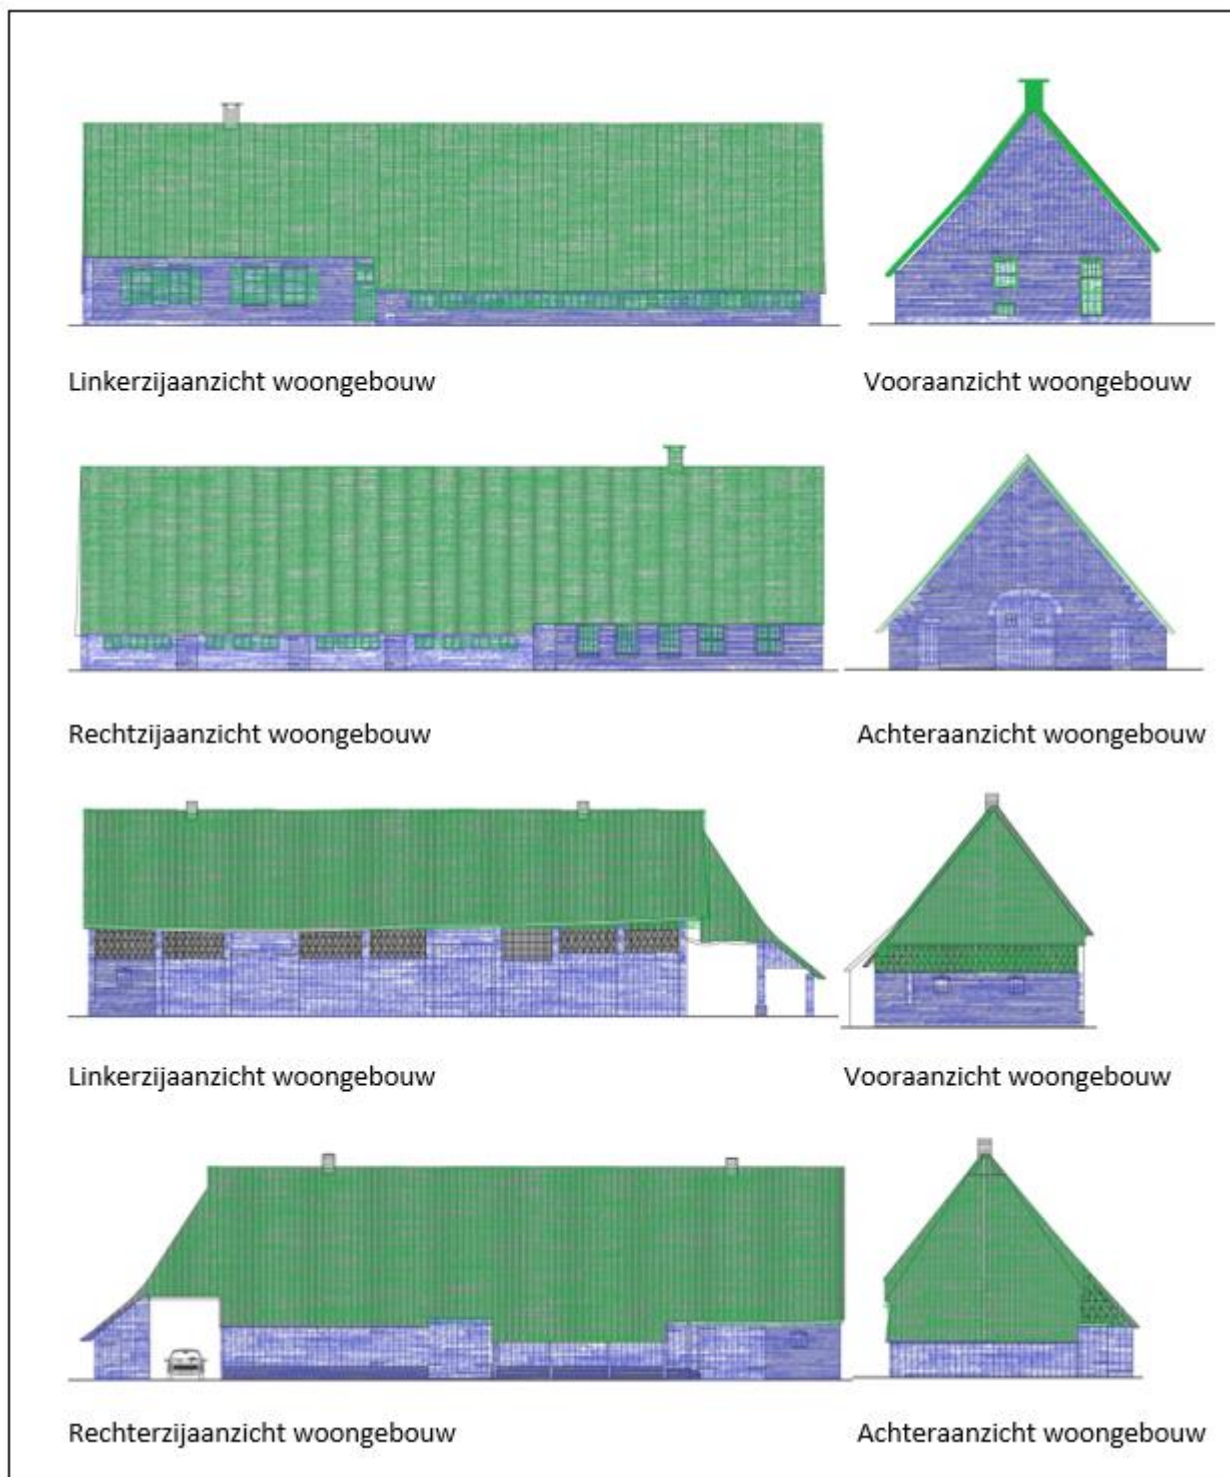 Linkerzijaanzicht woongebouw
Vooraanzicht woongebouw
Rechtzijaanzicht woongebouw
Achteraanzicht woongebouw
Linkerzijaanzicht woongebouw
Vooraanzicht woongebouw
Rechterzijaanzicht woongebouw
Achteraanzicht woongebouw